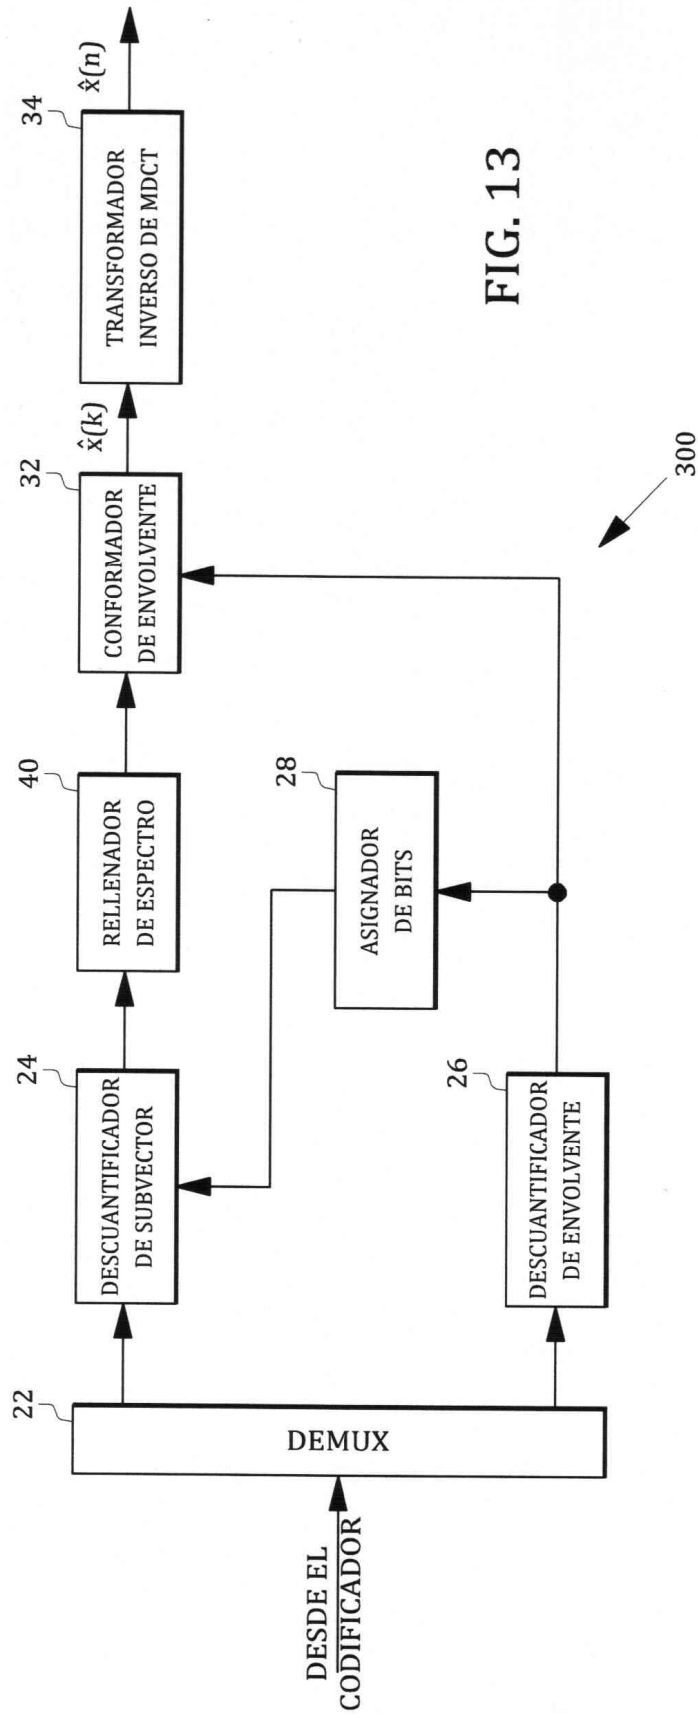 DESDE EL
CODIFICADOR
22
DEMUX
24
DESCUANTIFICADOR
DE SUBVECTOR
40
RELLENADOR
DE ESPECTRO
32
CONFORMADOR
DE ENVOLVENTE
x̂(k)
34
TRANSFORMADOR
INVERSO DE MDCT
x̂(n)
28
ASIGNADOR
DE BITS
26
DESCUANTIFICADOR
DE ENVOLVENTE
300
FIG. 13